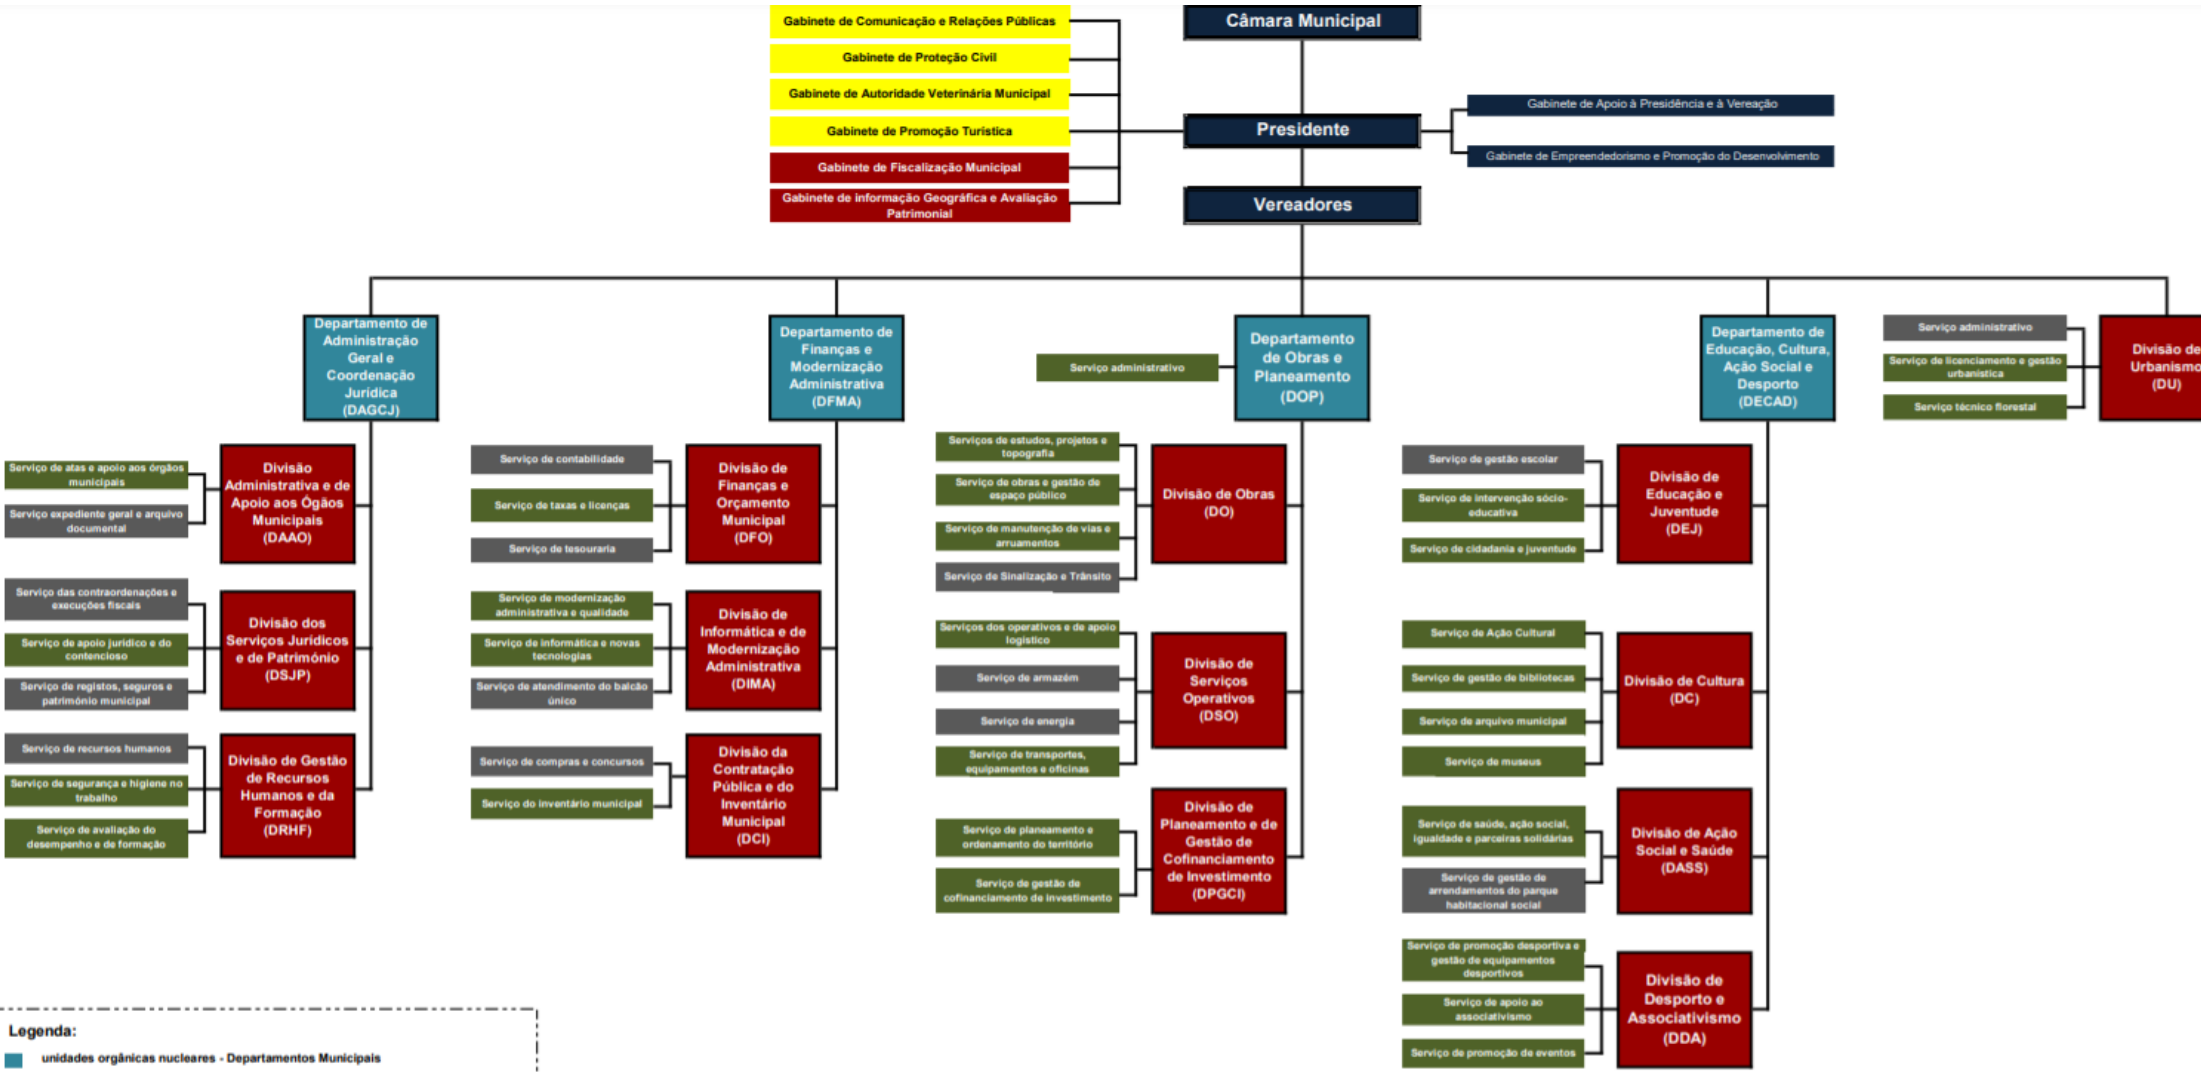 Gabinete de Comunicação e Relações Públicas
Gabinete de Proteção Civil
Gabinete de Autoridade Veterinária Municipal
Gabinete de Promoção Turística
Gabinete de Fiscalização Municipal
Gabinete de Informação Geográfica e Avaliação
Patrimonial
Câmara Municipal
Presidente
Vereadores
Gabinete de Apoio à Presidência e à Vereação
Gabinete de Empreendedorismo e Promoção do Desenvolvimento
Departamento de
Administração
Geral e
Coordenação
Jurídica
(DAGCJ)
Serviço de atas e apoio aos órgãos
municipais
Serviço expediente geral e arquivo
documental
Divisão
Administrativa e de
Apoio aos Ógãos
Municipais
(DAAO)
Serviço das contraordenações e
execuções fiscais
Serviço de apoio jurídico e do
contencioso
Serviço de registos, seguros e
património municipal
Divisão dos
Serviços Jurídicos
e de Património
(DSJP)
Serviço de recursos humanos
Serviço de segurança e higiene no
trabalho
Serviço de avaliação do
desempenho e de formação
Divisão de Gestão
de Recursos
Humanos e da
Formação
(DRHF)
Departamento de
Finanças e
Modernização
Administrativa
(DFMA)
Serviço de contabilidade
Serviço de taxas e licenças
Serviço de tesouraria
Divisão de
Finanças e
Orçamento
Municipal
(DFO)
Serviço de modernização
administrativa e qualidade
Serviço de informática e novas
tecnologias
Serviço de atendimento do balcão
único
Divisão de
Informática e de
Modernização
Administrativa
(DIMA)
Serviço de compras e concursos
Serviço do inventário municipal
Divisão da
Contratação
Pública e do
Inventário
Municipal
(DCI)
Serviço administrativo
Departamento
de Obras e
Planeamento
(DOP)
Serviços de estudos, projetos e
topografia
Serviço de obras e gestão de
espaço público
Serviço de manutenção de vias e
arruamentos
Serviço de Sinalização e Trânsito
Divisão de Obras
(DO)
Serviços dos operativos e de apoio
logístico
Serviço de armazém
Serviço de energia
Serviço de transportes,
equipamentos e oficinas
Divisão de
Serviços
Operativos
(DSO)
Serviço de planeamento e
ordenamento do território
Serviço de gestão de
cofinanciamento de investimento
Divisão de
Planeamento e de
Gestão de
Cofinanciamento
de Investimento
(DPGCI)
Departamento de
Educação, Cultura,
Ação Social e
Desporto
(DECAD)
Serviço de gestão escolar
Serviço de intervenção sócio-
educativa
Serviço de cidadania e juventude
Divisão de
Educação e
Juventude
(DEJ)
Serviço de Ação Cultural
Serviço de gestão de bibliotecas
Serviço de arquivo municipal
Serviço de museus
Divisão de Cultura
(DC)
Serviço de saúde, ação social,
igualdade e parceiras solidárias
Serviço de gestão de
arrendamentos do parque
habitacional social
Divisão de Ação
Social e Saúde
(DASS)
Serviço de promoção desportiva e
gestão de equipamentos
desportivos
Serviço de apoio ao
associativismo
Serviço de promoção de eventos
Divisão de
Desporto e
Associativismo
(DDA)
Serviço administrativo
Serviço de licenciamento e gestão
urbanística
Serviço técnico florestal
Divisão de
Urbanismo
(DU)
Legenda:
unidades orgânicas nucleares - Departamentos Municipais